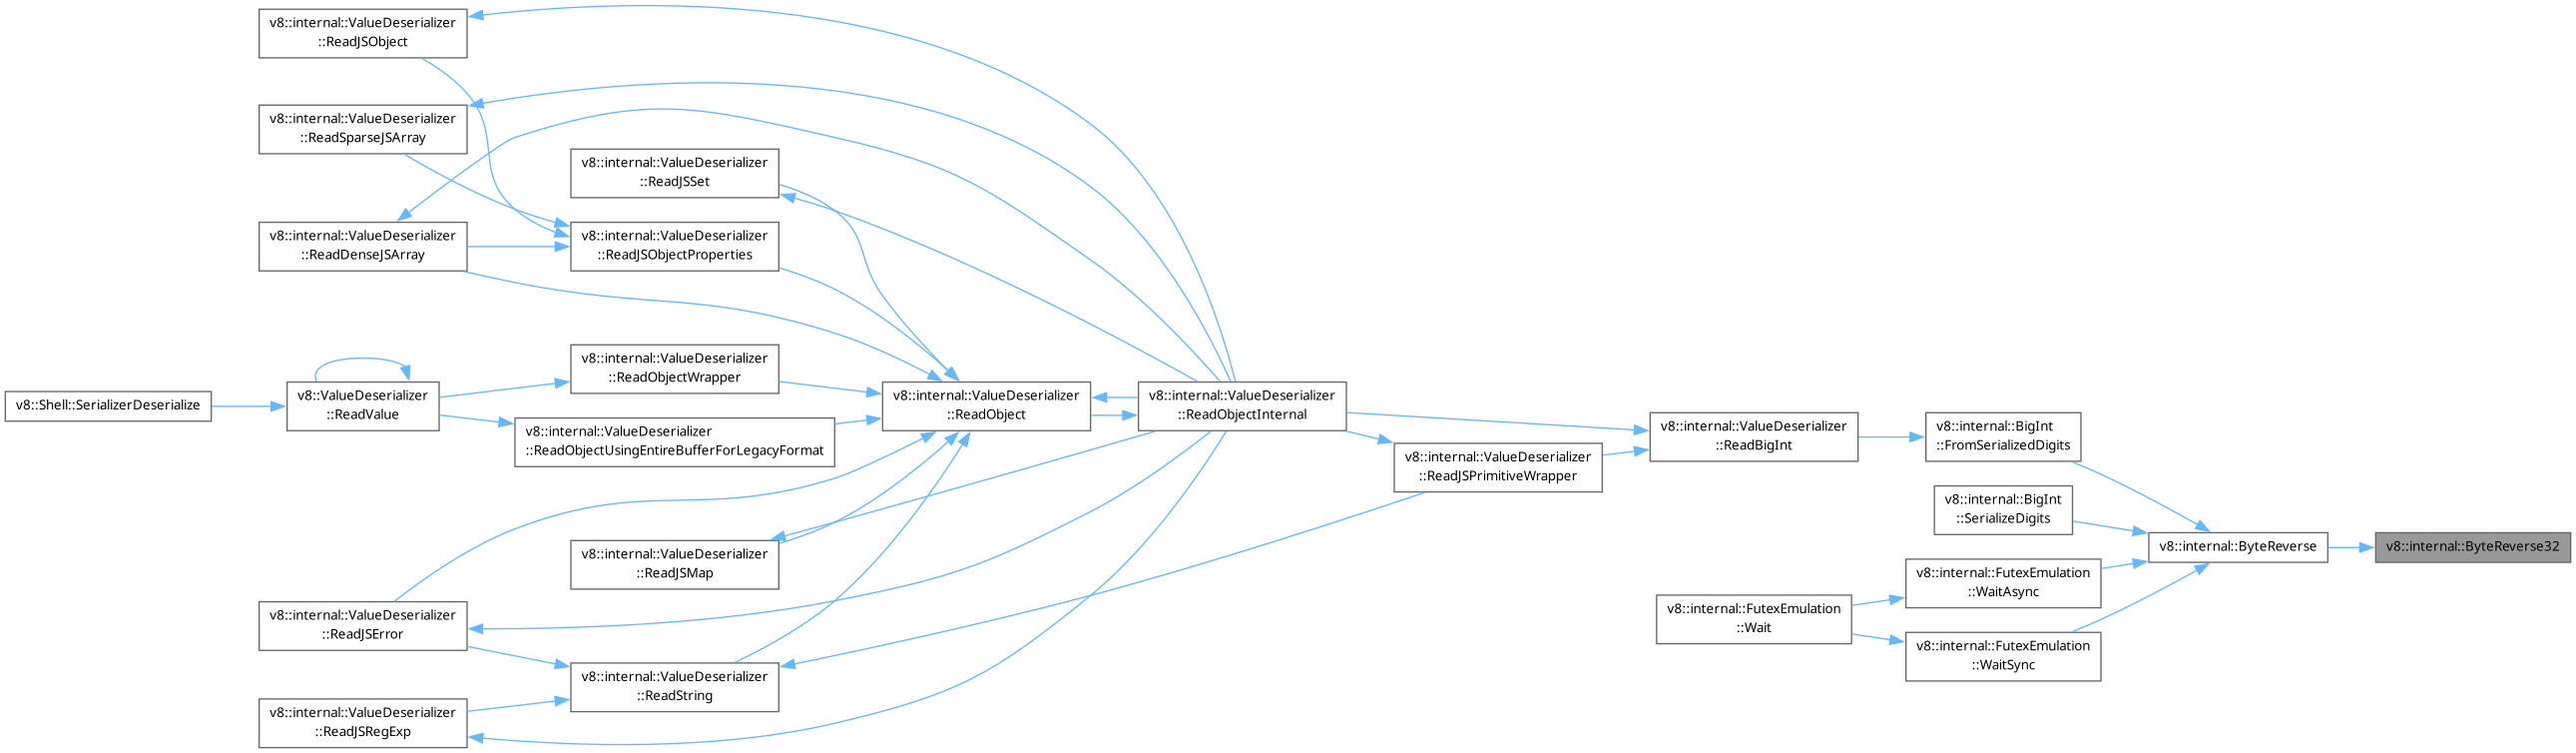 v8::internal::ValueDeserializer
::ReadJSObject
v8::internal::ValueDeserializer
::ReadSparseJSArray
v8::internal::ValueDeserializer
::ReadJSSet
v8::internal::ValueDeserializer
::ReadDenseJSArray
v8::internal::ValueDeserializer
::ReadJSObjectProperties
v8::internal::ValueDeserializer
::ReadObjectWrapper
v8::Shell::SerializerDeserialize
v8::ValueDeserializer
::ReadValue
v8::internal::ValueDeserializer
::ReadObject
v8::internal::ValueDeserializer
::ReadObjectInternal
v8::internal::ValueDeserializer
::ReadObjectUsingEntireBufferForLegacyFormat
v8::internal::ValueDeserializer
::ReadJSPrimitiveWrapper
v8::internal::ValueDeserializer
::ReadBigInt
v8::internal::BigInt
::FromSerializedDigits
v8::internal::BigInt
::SerializeDigits
v8::internal::ByteReverse
v8::internal::ByteReverse32
v8::internal::ValueDeserializer
::ReadJSMap
v8::internal::FutexEmulation
::WaitAsync
v8::internal::FutexEmulation
::Wait
v8::internal::FutexEmulation
::WaitSync
v8::internal::ValueDeserializer
::ReadJSError
v8::internal::ValueDeserializer
::ReadString
v8::internal::ValueDeserializer
::ReadJSRegExp